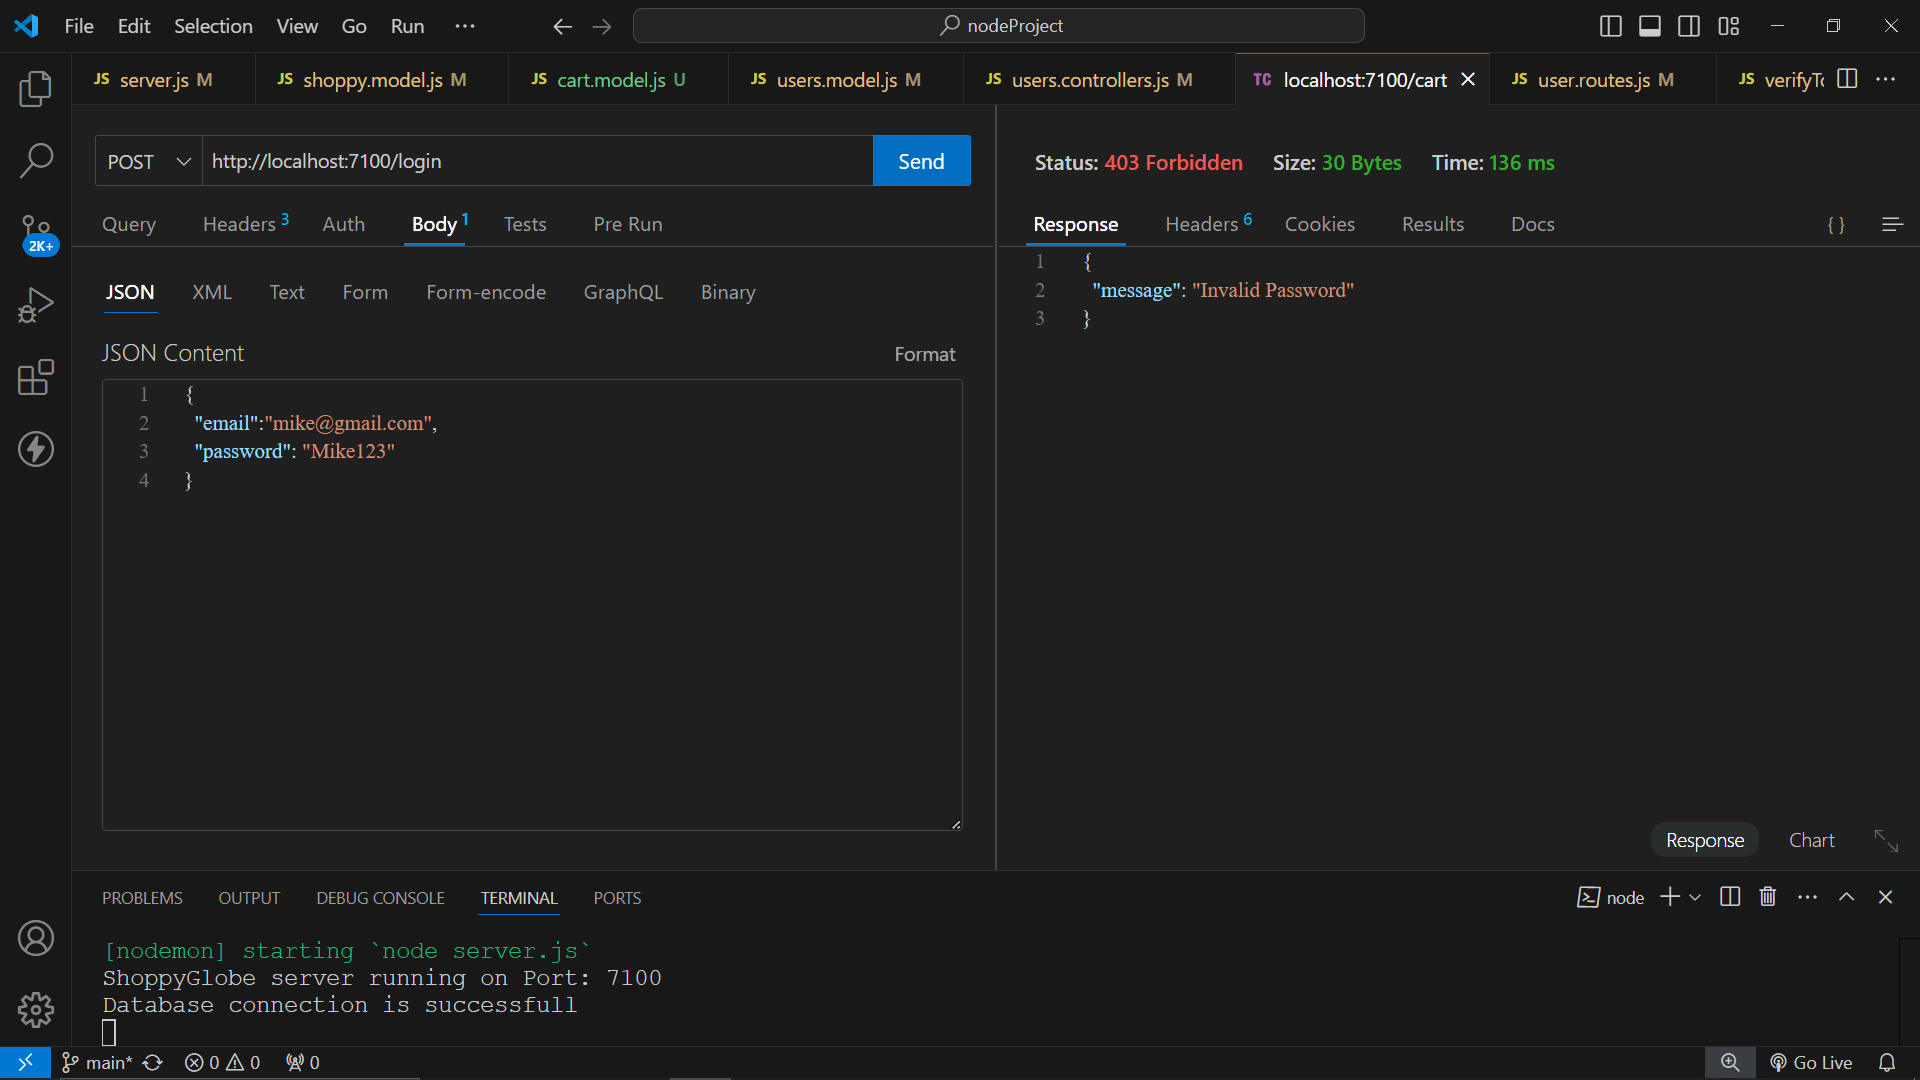 File Edit Selection View Go Run ··· nodeProject
JS server.js M JS shoppy.model.js M JS cart.model.js U JS users.model.js M JS users.controllers.js M TC localhost:7100/cart JS user.routes.js M JS verifyTo
POST http://localhost:7100/login Send
Query Headers 3 Auth Body 1 Tests Pre Run
JSON XML Text Form Form-encode GraphQL Binary
JSON Content Format
1 {
2 "email":"mike@gmail.com",
3 "password": "Mike123"
4 }
Status: 403 Forbidden Size: 30 Bytes Time: 136 ms
Response Headers 6 Cookies Results Docs { }
1 {
2 "message": "Invalid Password"
3 }
Response Chart
2K+
PROBLEMS OUTPUT DEBUG CONSOLE TERMINAL PORTS node
[nodemon] starting `node server.js`
ShoppyGlobe server running on Port: 7100
Database connection is successfull
main* 0 0 0 Go Live